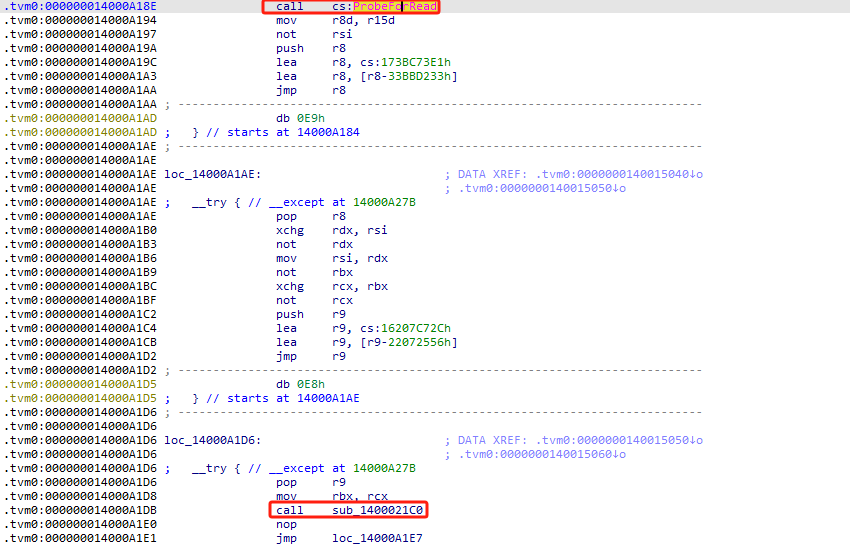 .tvm0:000000014000A18E call cs:ProbeForRead
.tvm0:000000014000A194 mov r8d, r15d
.tvm0:000000014000A197 not rsi
.tvm0:000000014000A19A push r8
.tvm0:000000014000A19C lea r8, cs:173BC73E1h
.tvm0:000000014000A1A3 lea r8, [r8-33BBD233h]
.tvm0:000000014000A1AA jmp r8
.tvm0:000000014000A1AA ; ---------------------------------------------------------------------------
.tvm0:000000014000A1AD db 0E9h
.tvm0:000000014000A1AD ; } // starts at 14000A184
.tvm0:000000014000A1AE ; ---------------------------------------------------------------------------
.tvm0:000000014000A1AE
.tvm0:000000014000A1AE loc_14000A1AE: ; DATA XREF: .tvm0:0000000140015040↓o
.tvm0:000000014000A1AE ; .tvm0:0000000140015050↓o
.tvm0:000000014000A1AE ; __try { // __except at 14000A27B
.tvm0:000000014000A1AE pop r8
.tvm0:000000014000A1B0 xchg rdx, rsi
.tvm0:000000014000A1B3 not rdx
.tvm0:000000014000A1B6 mov rsi, rdx
.tvm0:000000014000A1B9 not rbx
.tvm0:000000014000A1BC xchg rcx, rbx
.tvm0:000000014000A1BF not rcx
.tvm0:000000014000A1C2 push r9
.tvm0:000000014000A1C4 lea r9, cs:16207C72Ch
.tvm0:000000014000A1CB lea r9, [r9-22072556h]
.tvm0:000000014000A1D2 jmp r9
.tvm0:000000014000A1D2 ; ---------------------------------------------------------------------------
.tvm0:000000014000A1D5 db 0E8h
.tvm0:000000014000A1D5 ; } // starts at 14000A1AE
.tvm0:000000014000A1D6 ; ---------------------------------------------------------------------------
.tvm0:000000014000A1D6
.tvm0:000000014000A1D6 loc_14000A1D6: ; DATA XREF: .tvm0:0000000140015050↓o
.tvm0:000000014000A1D6 ; .tvm0:0000000140015060↓o
.tvm0:000000014000A1D6 ; __try { // __except at 14000A27B
.tvm0:000000014000A1D6 pop r9
.tvm0:000000014000A1D8 mov rbx, rcx
.tvm0:000000014000A1DB call sub_1400021C0
.tvm0:000000014000A1E0 nop
.tvm0:000000014000A1E1 jmp loc_14000A1E7